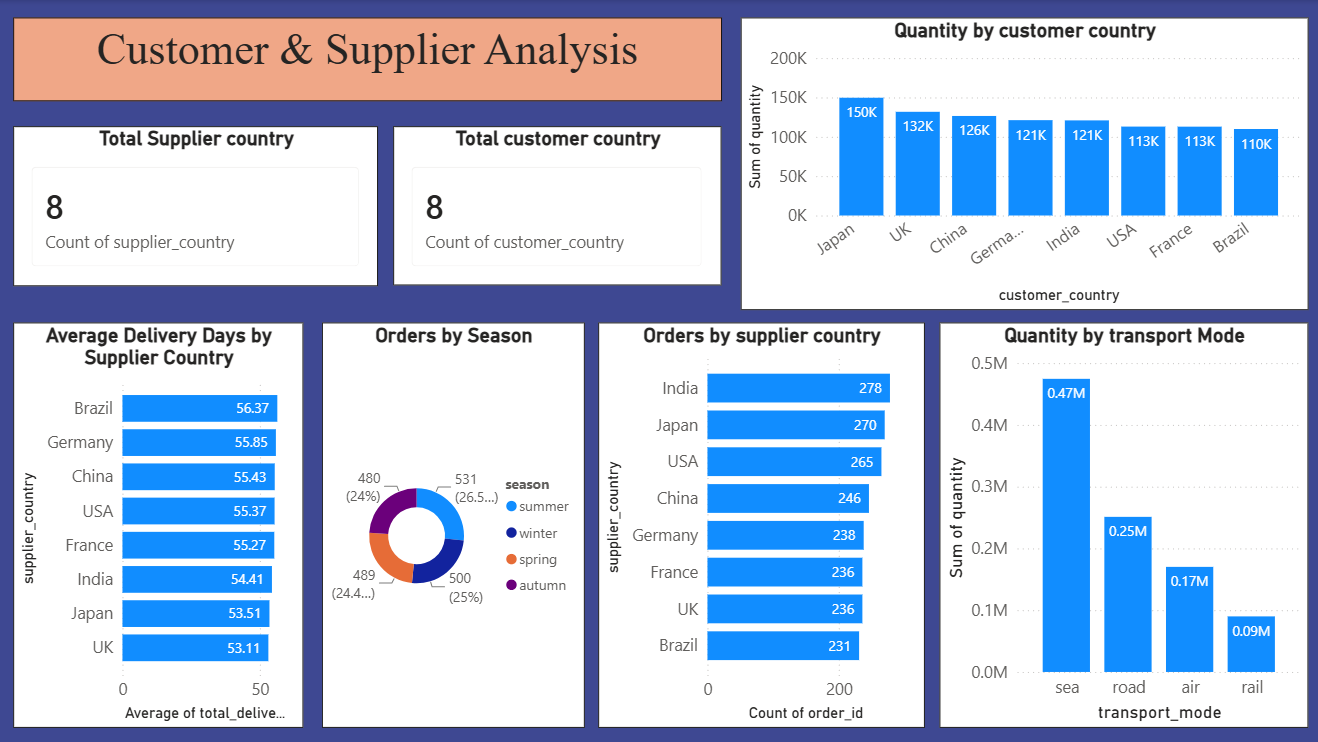 Customer & Supplier Analysis
Total Supplier country
8
Count of supplier_country
Total customer country
8
Count of customer_country
Quantity by customer country
Sum of quantity
200K
150K
100K
50K
0K
150K
132K
126K
121K
121K
113K
113K
110K
Japan
UK
China
Germa...
India
USA
France
Brazil
customer_country
Average Delivery Days by
Supplier Country
supplier_country
Brazil 56.37
Germany 55.85
China 55.43
USA 55.37
France 55.27
India 54.41
Japan 53.51
UK 53.11
0 50
Average of total_delive...
Orders by Season
480
(24%)
531
(26.5...)
489
(24.4...)
500
(25%)
season
summer
winter
spring
autumn
Orders by supplier country
supplier_country
India 278
Japan 270
USA 265
China 246
Germany 238
France 236
UK 236
Brazil 231
0 200
Count of order_id
Quantity by transport Mode
Sum of quantity
0.5M
0.4M
0.3M
0.2M
0.1M
0.0M
0.47M
0.25M
0.17M
0.09M
sea road air rail
transport_mode